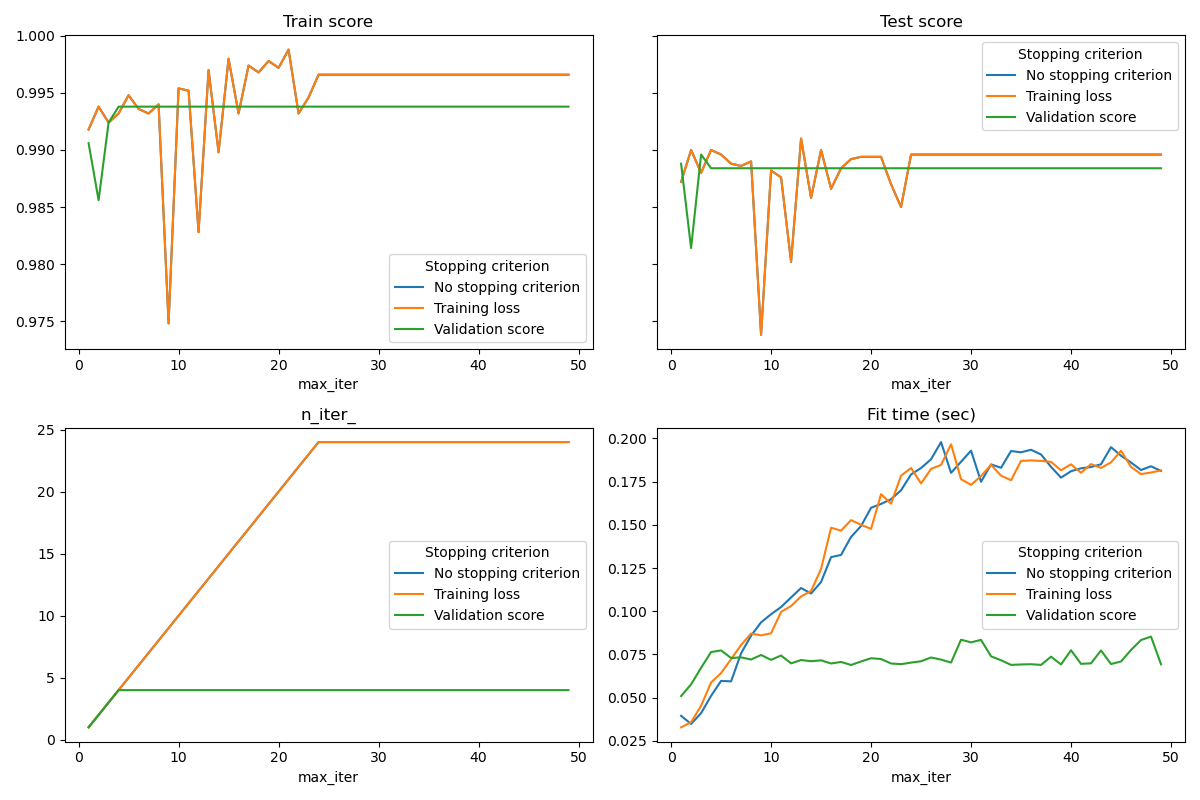 Train score
1.000
0.995
0.990
0.985
0.980
0.975
Stopping criterion
No stopping criterion
Training loss
Validation score
0 10 20 30 40 50
max_iter
Test score
Stopping criterion
No stopping criterion
Training loss
Validation score
0 10 20 30 40 50
max_iter
n_iter_
25
20
15
10
5
0
Stopping criterion
No stopping criterion
Training loss
Validation score
0 10 20 30 40 50
max_iter
Fit time (sec)
0.200
0.175
0.150
0.125
0.100
0.075
0.050
0.025
Stopping criterion
No stopping criterion
Training loss
Validation score
0 10 20 30 40 50
max_iter